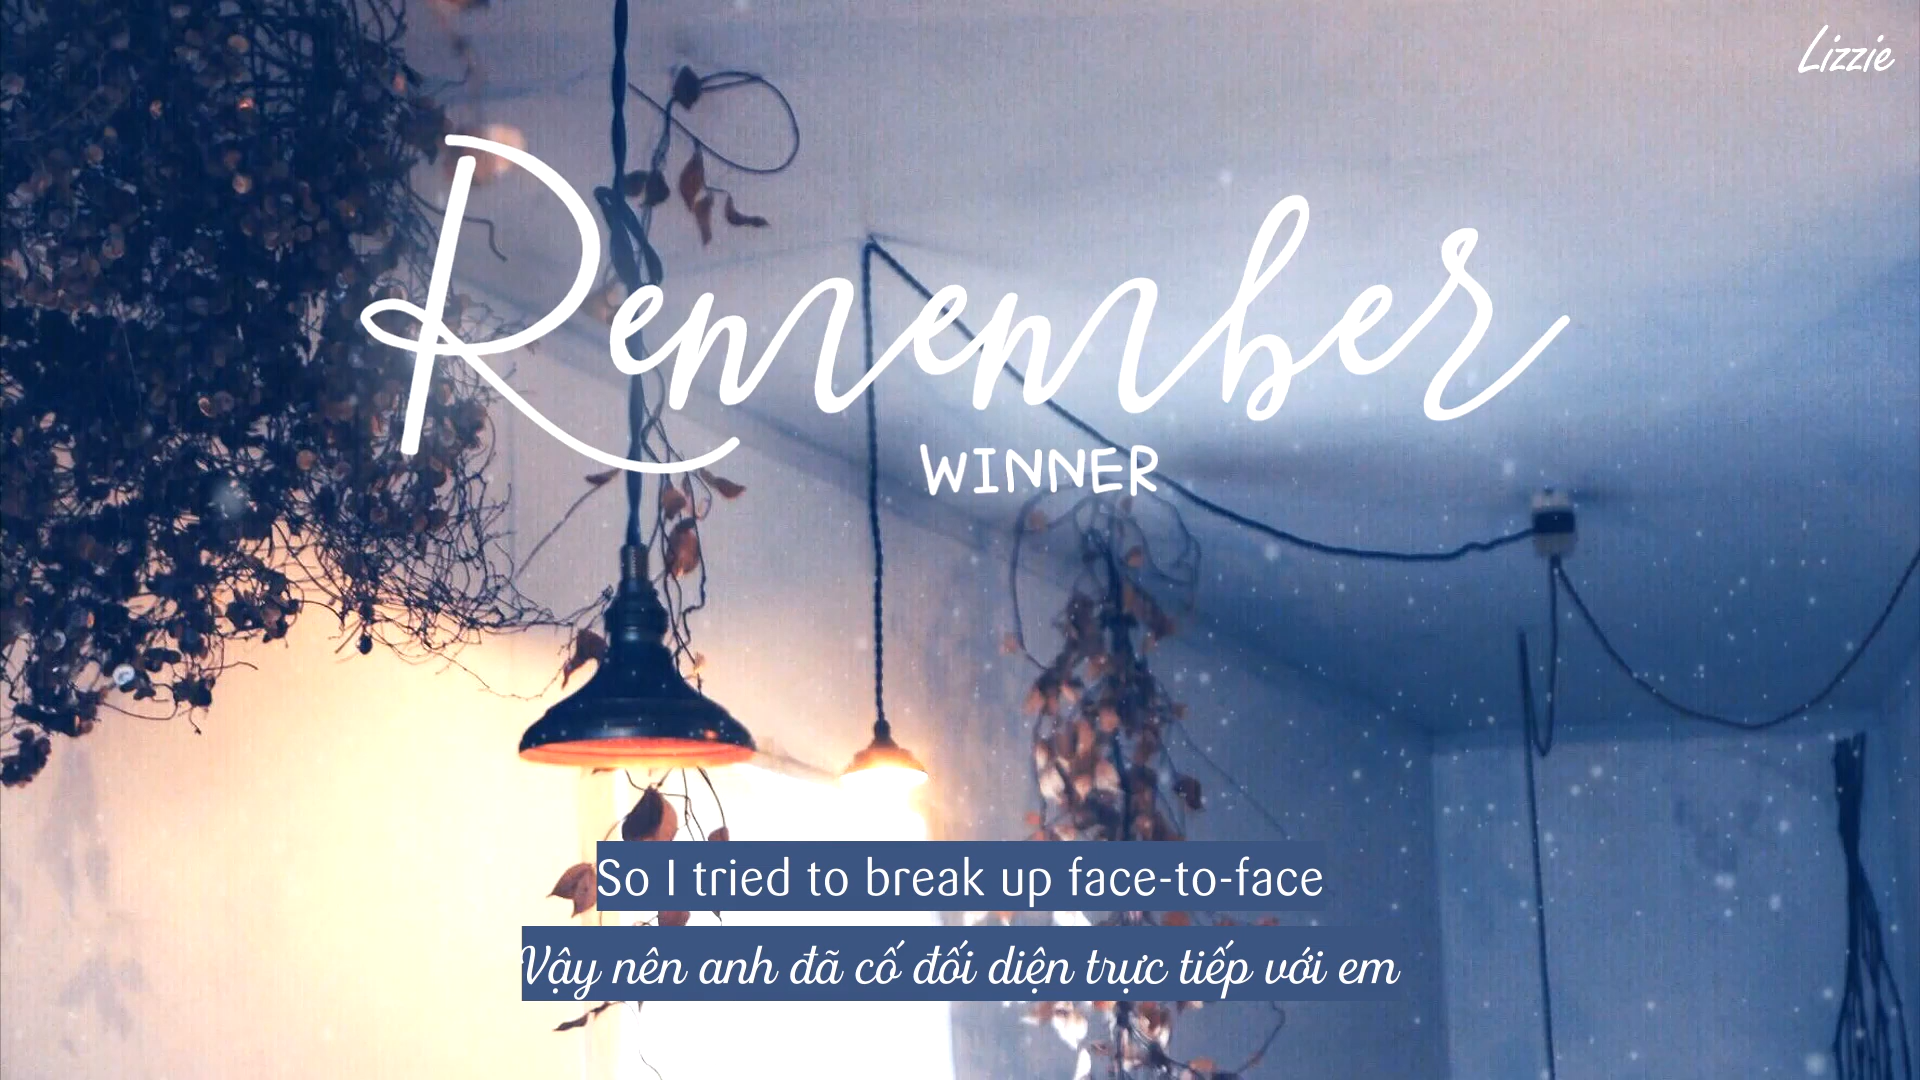 Lizzie
Remember
WINNER
So I tried to break up face-to-face
Vậy nên anh đã cố đối diện trực tiếp với em